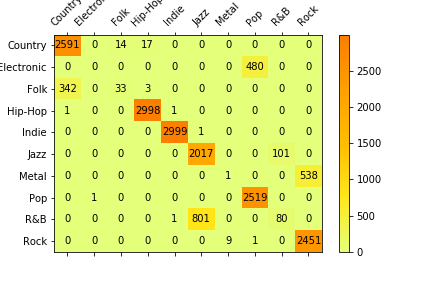 Country Electronic Folk Hip-Hop Indie Jazz Metal Pop R&B Rock
Country 2591 0 14 17 0 0 0 0 0 0
Electronic 0 0 0 0 0 0 0 480 0 0
Folk 342 0 33 3 0 0 0 0 0 0
Hip-Hop 1 0 0 2998 1 0 0 0 0 0
Indie 0 0 0 0 2999 1 0 0 0 0
Jazz 0 0 0 0 0 2017 0 0 101 0
Metal 0 0 0 0 0 0 1 0 0 538
Pop 0 1 0 0 0 0 0 2519 0 0
R&B 0 0 0 0 1 801 0 0 80 0
Rock 0 0 0 0 0 0 9 1 0 2451
2500
2000
1500
1000
500
0